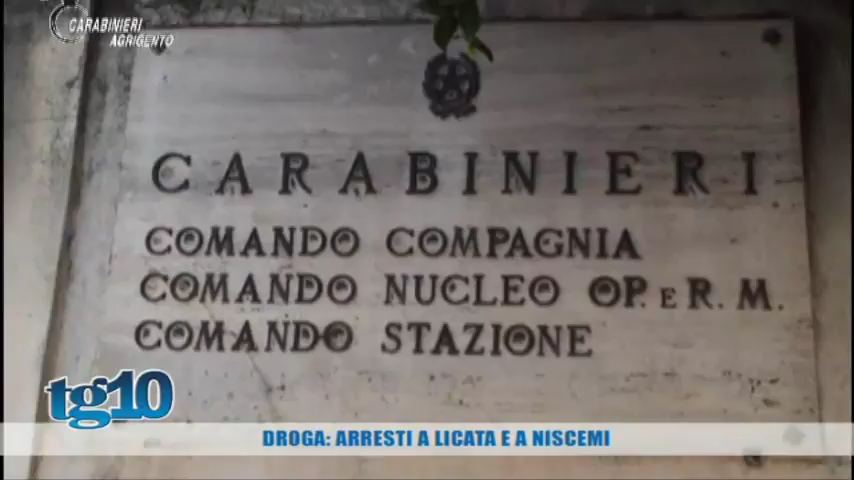 CARABINIERI
AGRIGENTO
CARABINIERI
COMANDO COMPAGNIA
COMANDO NUCLEO OP. E R. M.
COMANDO STAZIONE
tg10
DROGA: ARRESTI A LICATA E A NISCEMI